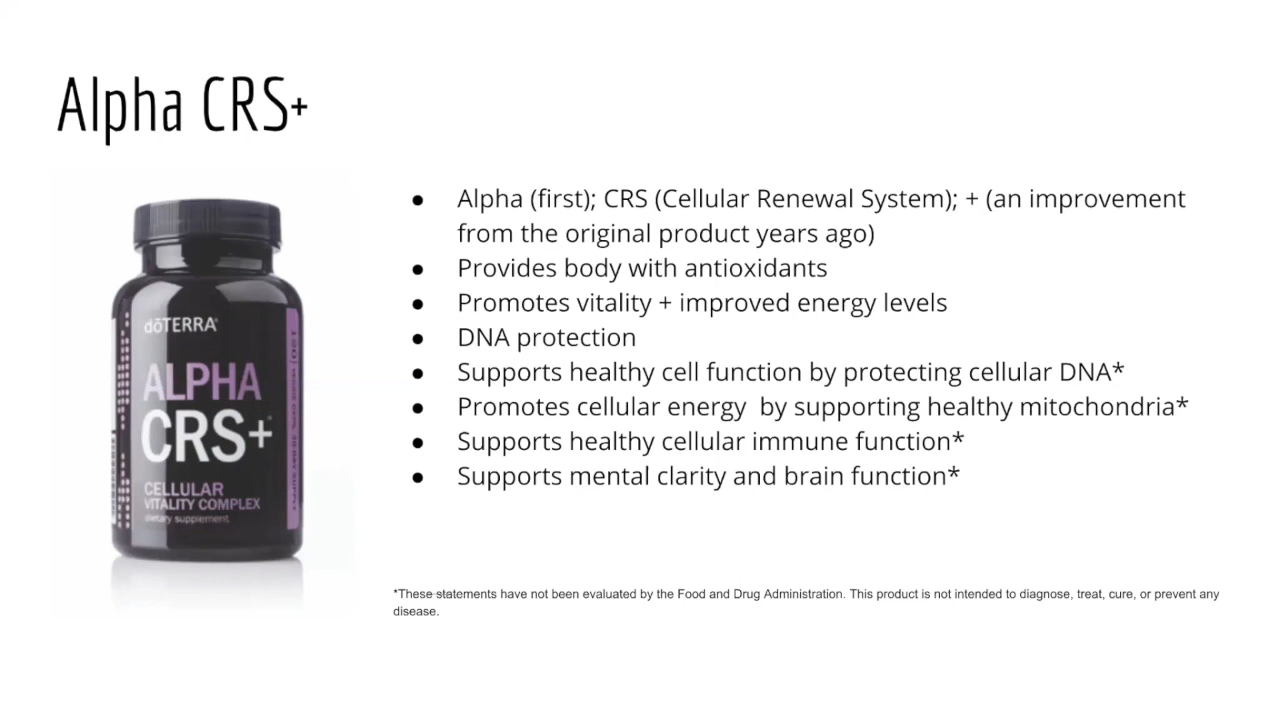 Alpha CRS+
● Alpha (first); CRS (Cellular Renewal System); + (an improvement
from the original product years ago)
● Provides body with antioxidants
● Promotes vitality + improved energy levels
● DNA protection
● Supports healthy cell function by protecting cellular DNA*
● Promotes cellular energy  by supporting healthy mitochondria*
● Supports healthy cellular immune function*
● Supports mental clarity and brain function*
dōTERRA®
ALPHA
CRS+
CELLULAR
VITALITY COMPLEX
dietary supplement
*These statements have not been evaluated by the Food and Drug Administration. This product is not intended to diagnose, treat, cure, or prevent any
disease.